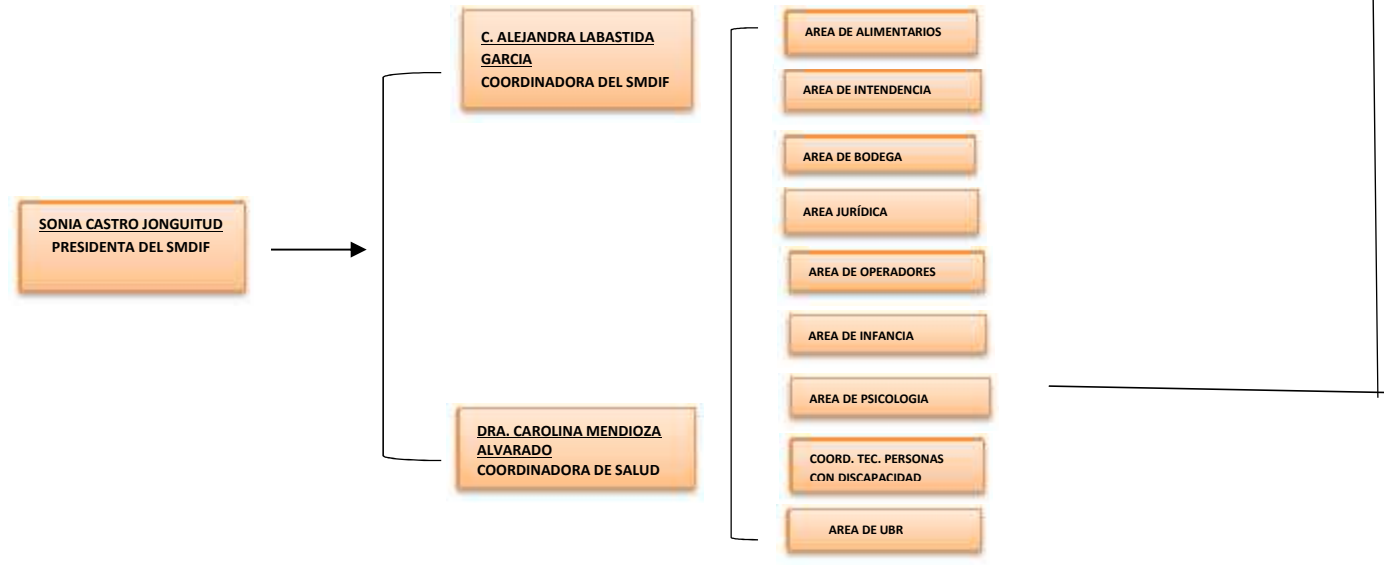 SONIA CASTRO JONGUITUD
PRESIDENTA DEL SMDIF
C. ALEJANDRA LABASTIDA
GARCIA
COORDINADORA DEL SMDIF
DRA. CAROLINA MENDIOZA
ALVARADO
COORDINADORA DE SALUD
AREA DE ALIMENTARIOS
AREA DE INTENDENCIA
AREA DE BODEGA
AREA JURÍDICA
AREA DE OPERADORES
AREA DE INFANCIA
AREA DE PSICOLOGIA
COORD. TEC. PERSONAS
CON DISCAPACIDAD
AREA DE UBR